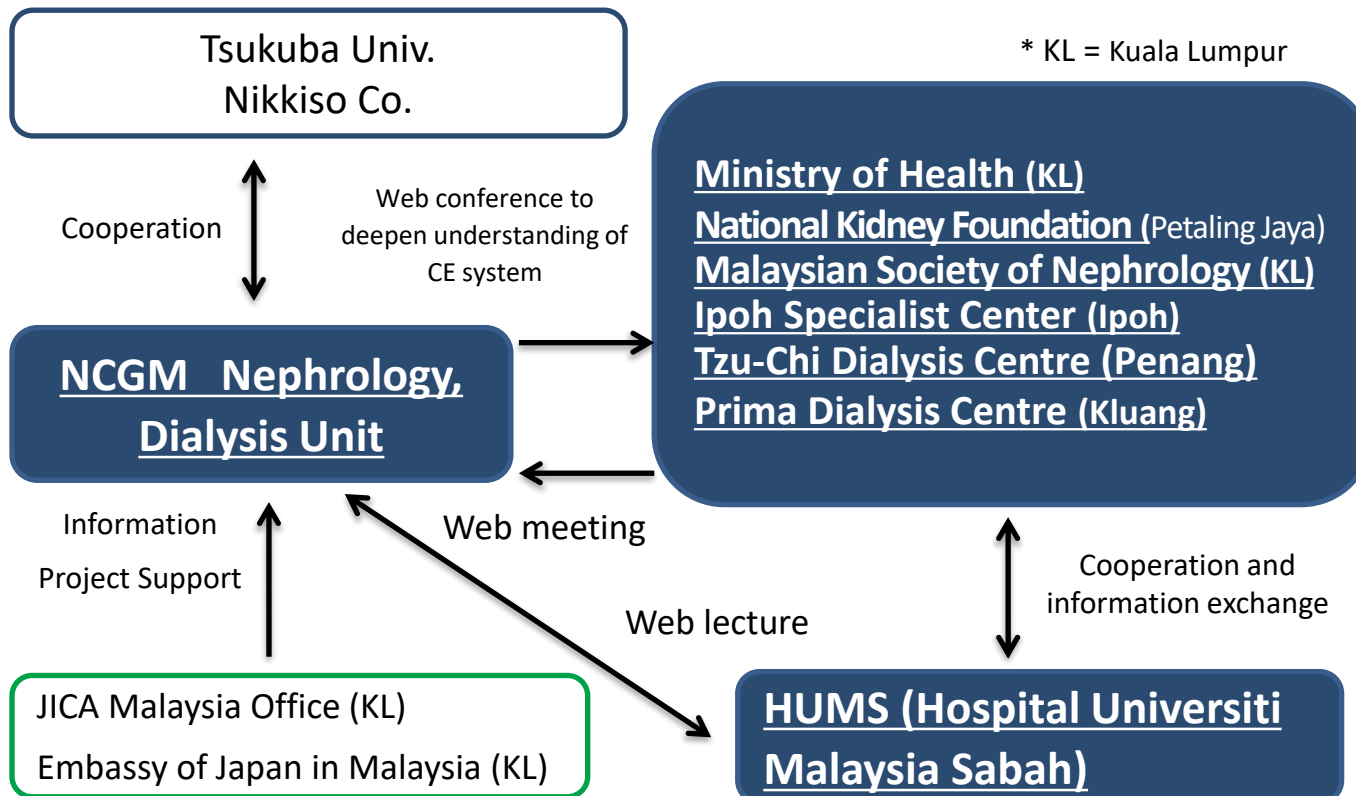 Tsukuba Univ.
Nikkiso Co.
* KL = Kuala Lumpur
Cooperation
Web conference to
deepen understanding of
CE system
Ministry of Health (KL)
National Kidney Foundation (Petaling Jaya)
Malaysian Society of Nephrology (KL)
Ipoh Specialist Center (Ipoh)
Tzu-Chi Dialysis Centre (Penang)
Prima Dialysis Centre (Kluang)
NCGM Nephrology,
Dialysis Unit
Information
Project Support
Web meeting
Web lecture
Cooperation and
information exchange
JICA Malaysia Office (KL)
Embassy of Japan in Malaysia (KL)
HUMS (Hospital Universiti
Malaysia Sabah)